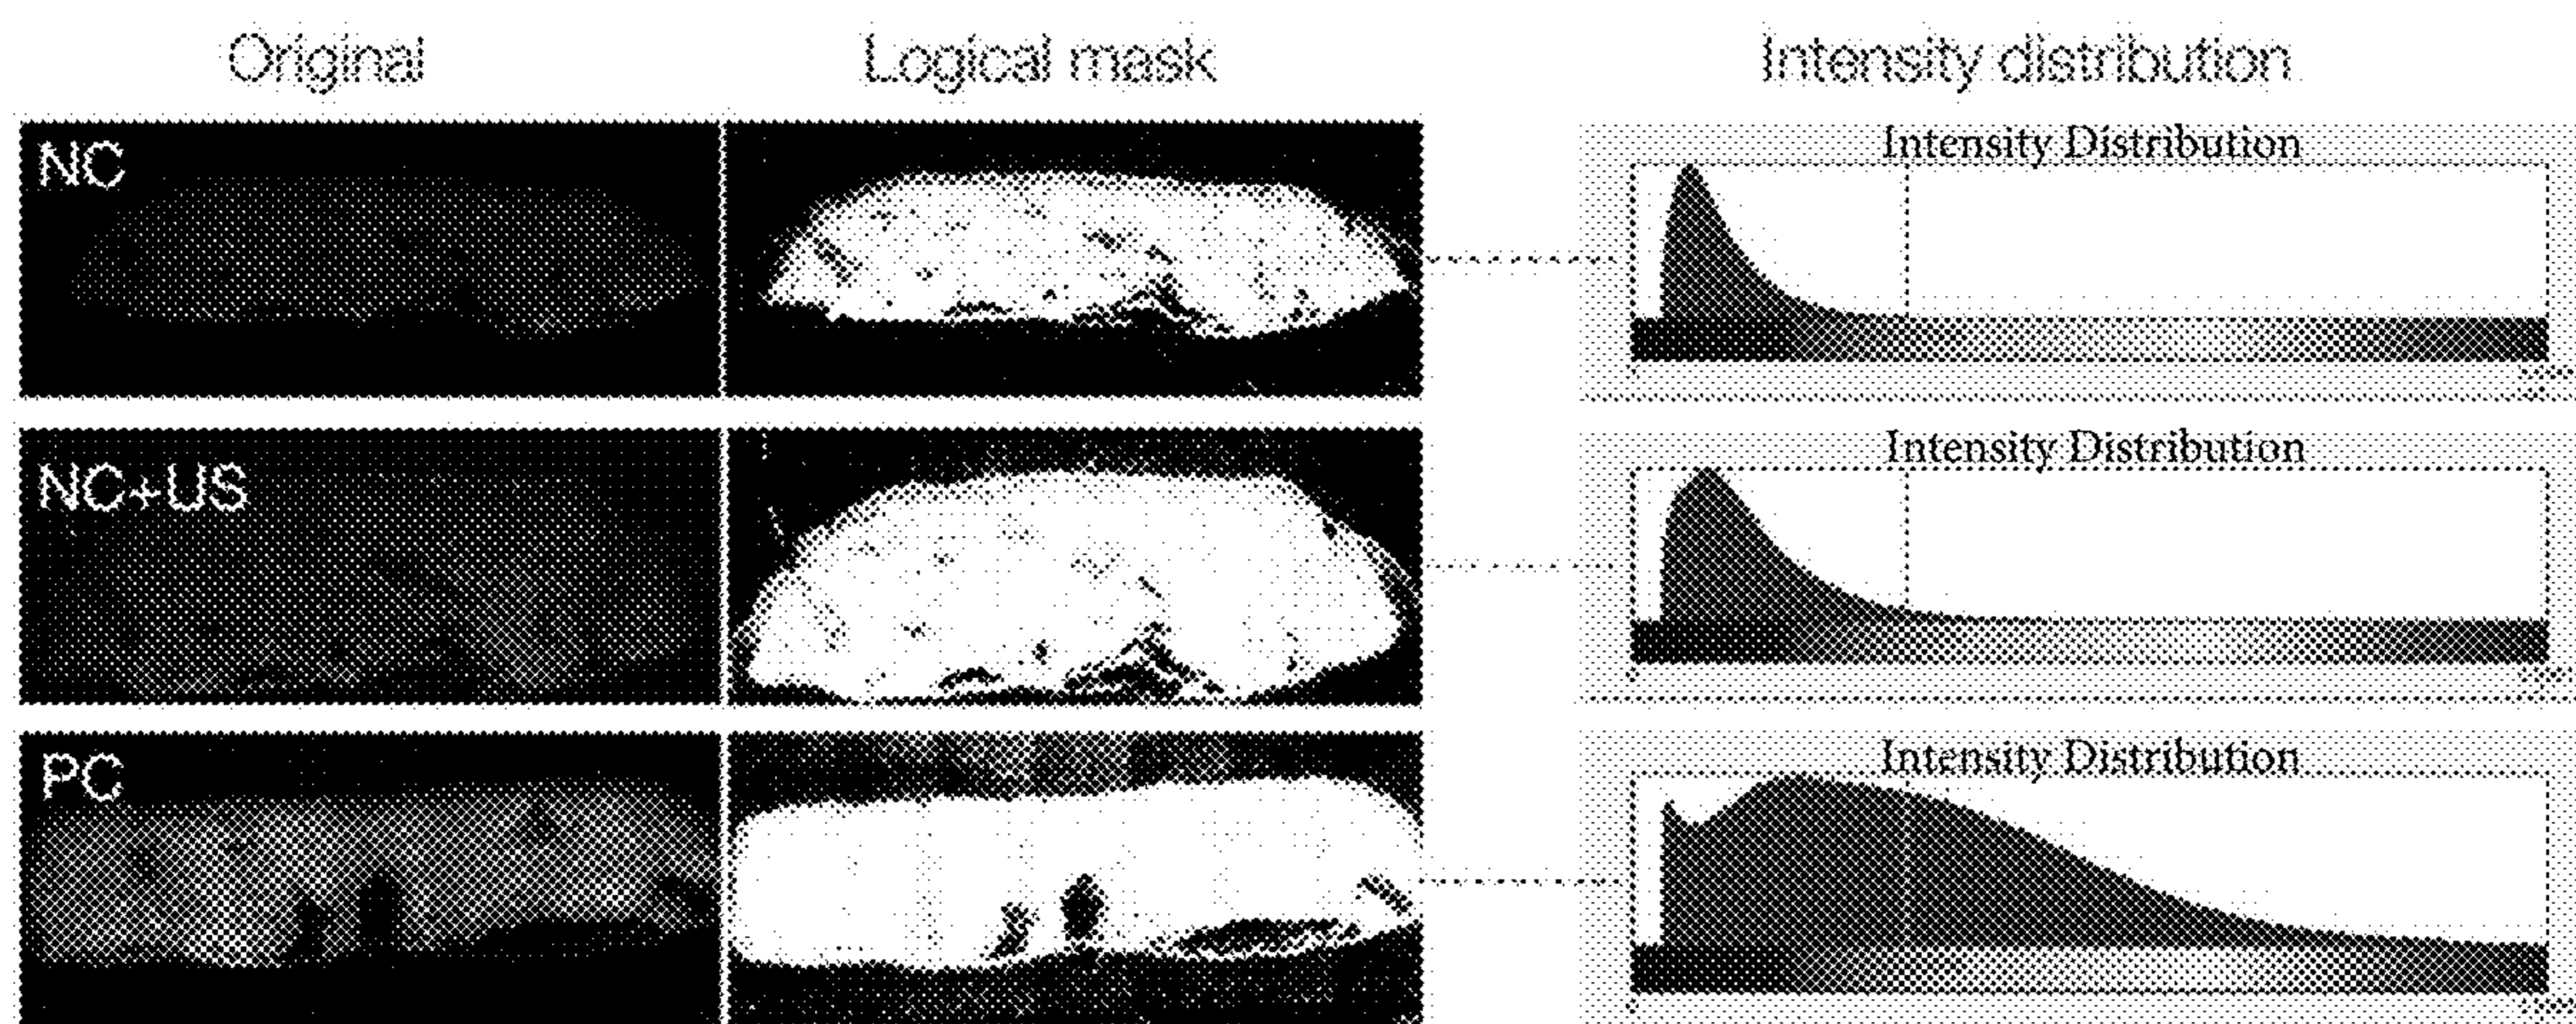 Original Logical mask Intensity distribution
NC
Intensity Distribution
NC+US
Intensity Distribution
PC
Intensity Distribution